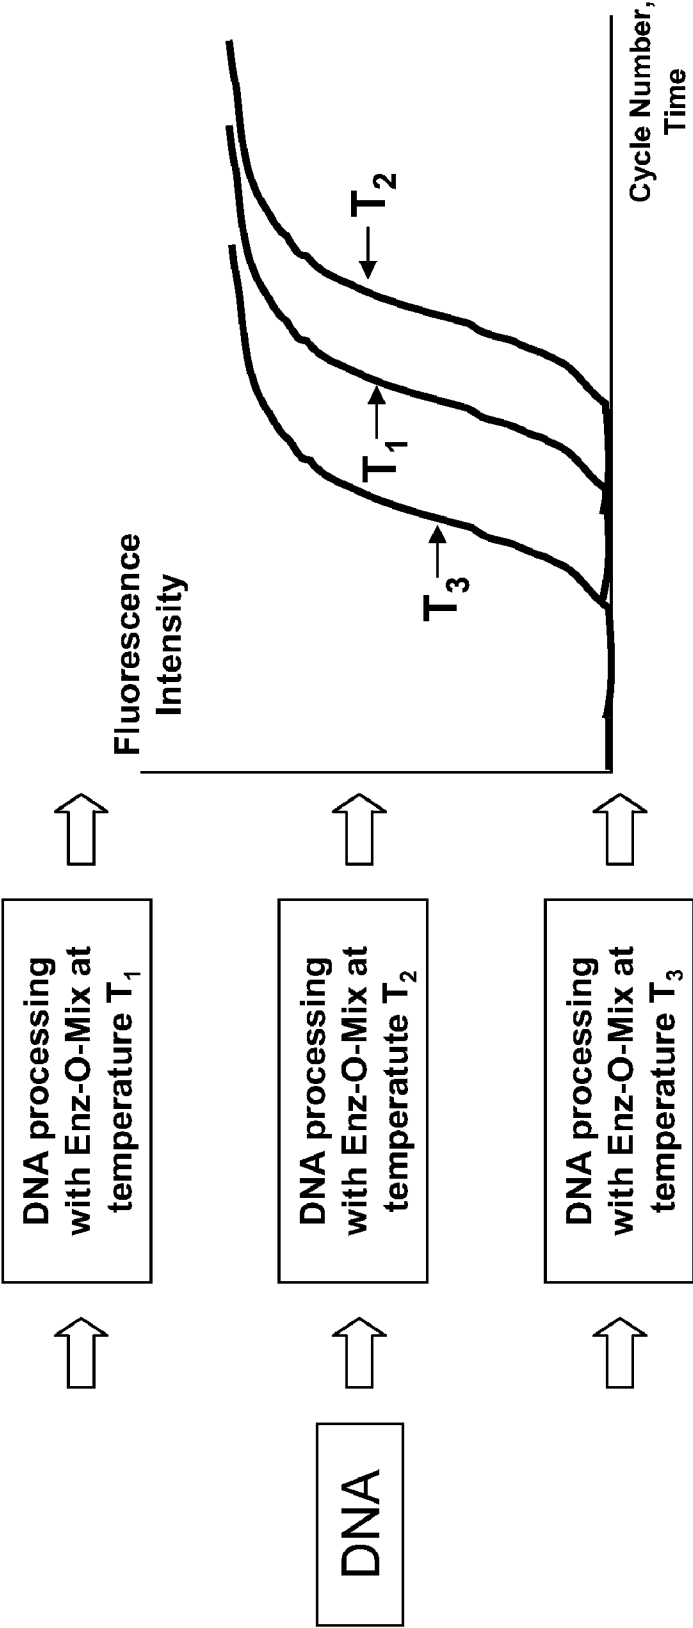 DNA
DNA processing
with Enz-O-Mix at
temperature T₁
DNA processing
with Enz-O-Mix at
temperatute T₂
DNA processing
with Enz-O-Mix at
temperature T₃
Fluorescence
Intensity
T₃
T₁
T₂
Cycle Number,
Time